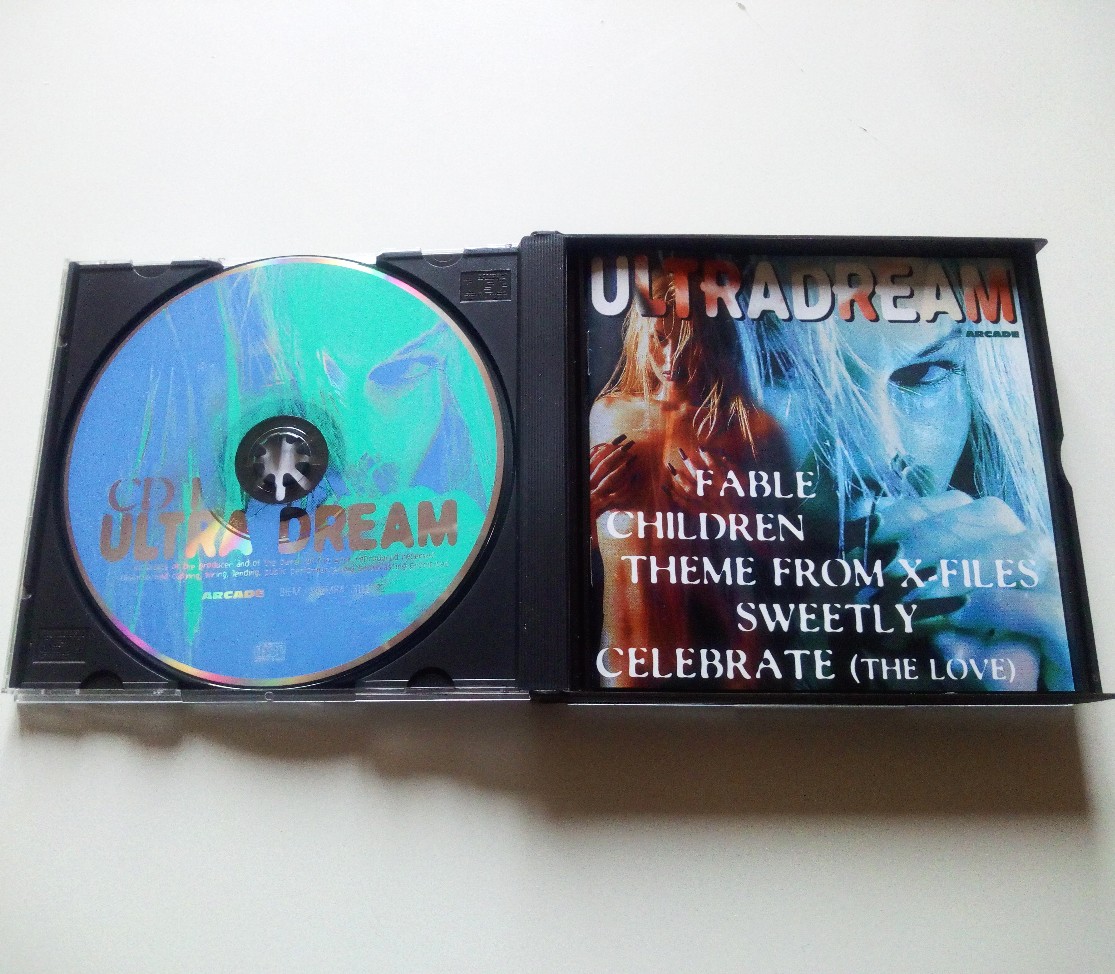 CD 1
ULTRA DREAM
ARCADE
ULTRADREAM
ARCADE
FABLE
CHILDREN
THEME FROM X-FILES
SWEETLY
CELEBRATE (THE LOVE)